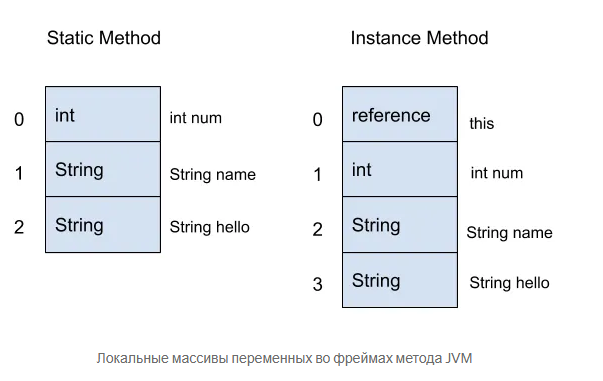 Static Method
0 int int num
1 String String name
2 String String hello
Instance Method
0 reference this
1 int int num
2 String String name
3 String String hello
Локальные массивы переменных во фреймах метода JVM